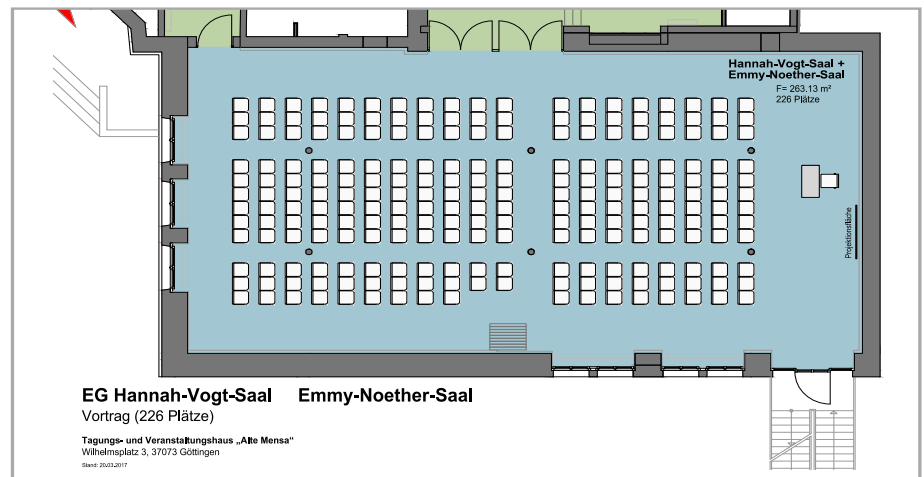 Hannah-Vogt-Saal +
Emmy-Noether-Saal
F= 263.13 m²
226 Plätze
Projektionsfläche
EG Hannah-Vogt-Saal Emmy-Noether-Saal
Vortrag (226 Plätze)
Tagungs- und Veranstaltungshaus „Alte Mensa“
Wilhelmsplatz 3, 37073 Göttingen
Stand: 20.03.2017